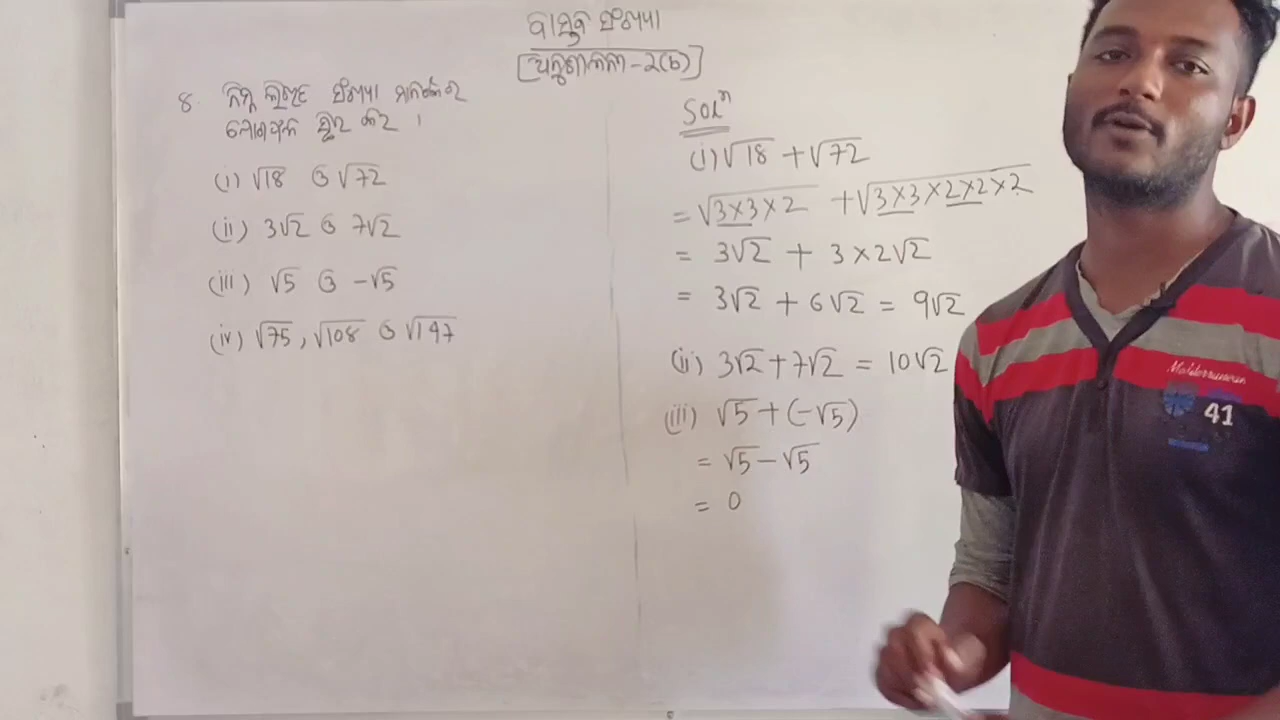 ବାସ୍ତବ ସଂଖ୍ୟା
[ଅନୁଶୀଳନୀ - 2(b)]
8. ନିମ୍ନ ଲିଖିତ ସଂଖ୍ୟା ମାନଙ୍କର
ଯୋଗଫଳ ସ୍ଥିର କର ।
(i) √18 ଓ √72
(ii) 3√2 ଓ 7√2
(iii) √5 ଓ -√5
(iv) √75, √108 ଓ √147
Solⁿ
(i) √18 + √72
= √3×3×2 + √3×3×2×2×2
= 3√2 + 3×2√2
= 3√2 + 6√2 = 9√2
(ii) 3√2 + 7√2 = 10√2
(iii) √5 + (-√5)
= √5 - √5
= 0
41